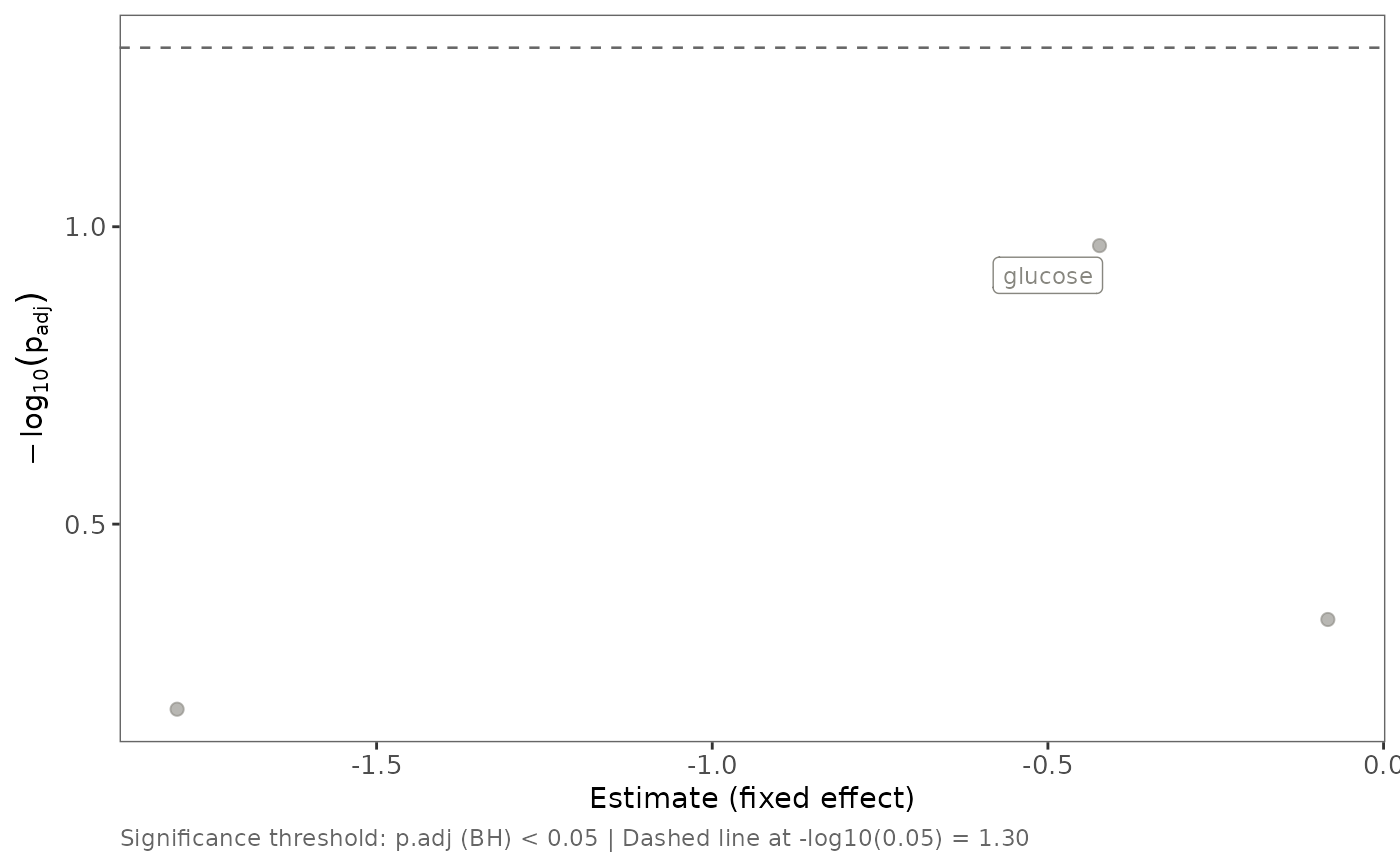 1.0
glucose
0.5
−log10(padj)
-1.5 -1.0 -0.5 0.0
Estimate (fixed effect)
Significance threshold: p.adj (BH) < 0.05 | Dashed line at -log10(0.05) = 1.30